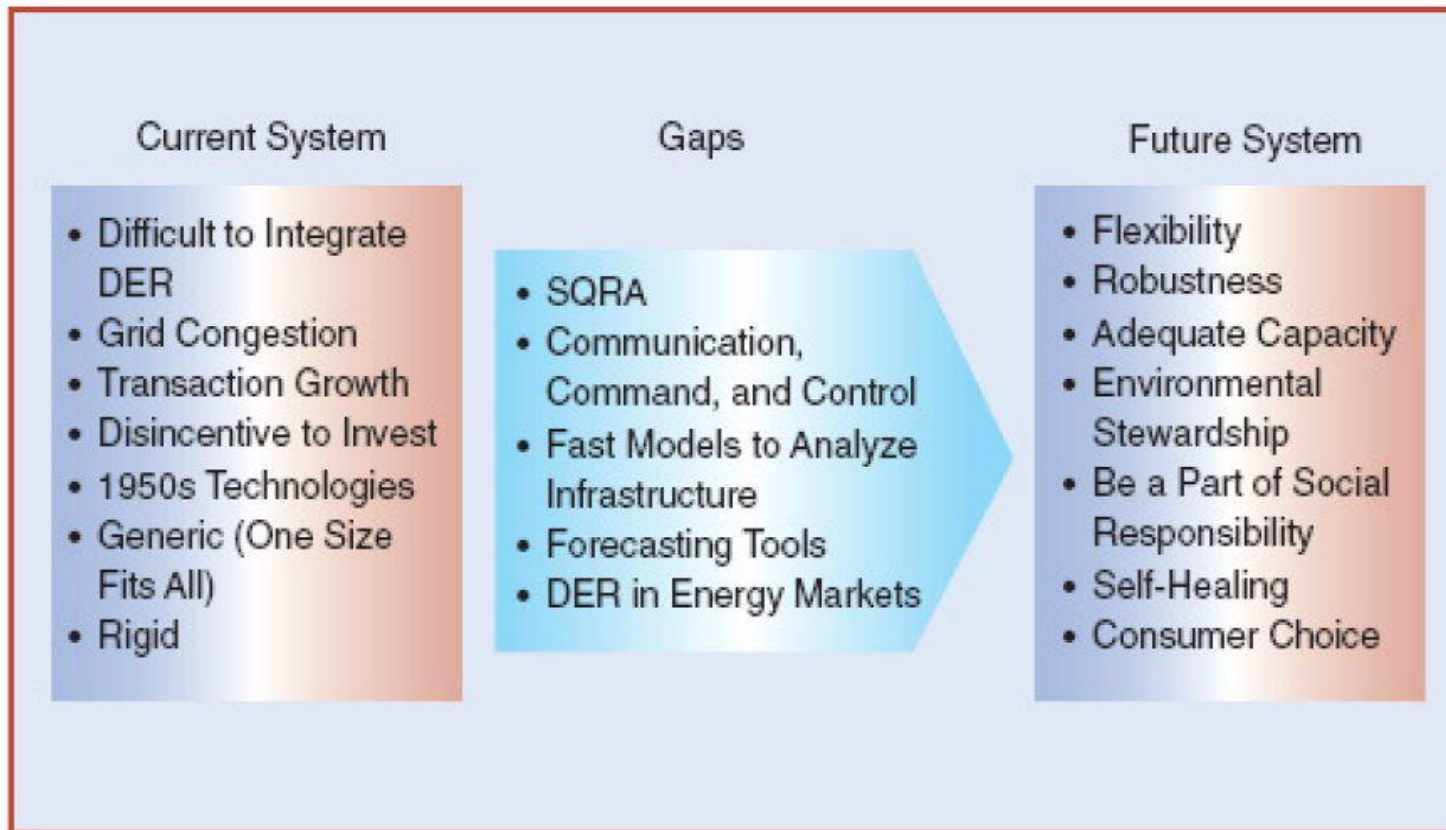 Current System
• Difficult to Integrate
DER
• Grid Congestion
• Transaction Growth
• Disincentive to Invest
• 1950s Technologies
• Generic (One Size
Fits All)
• Rigid
Gaps
• SQRA
• Communication,
Command, and Control
• Fast Models to Analyze
Infrastructure
• Forecasting Tools
• DER in Energy Markets
Future System
• Flexibility
• Robustness
• Adequate Capacity
• Environmental
Stewardship
• Be a Part of Social
Responsibility
• Self-Healing
• Consumer Choice